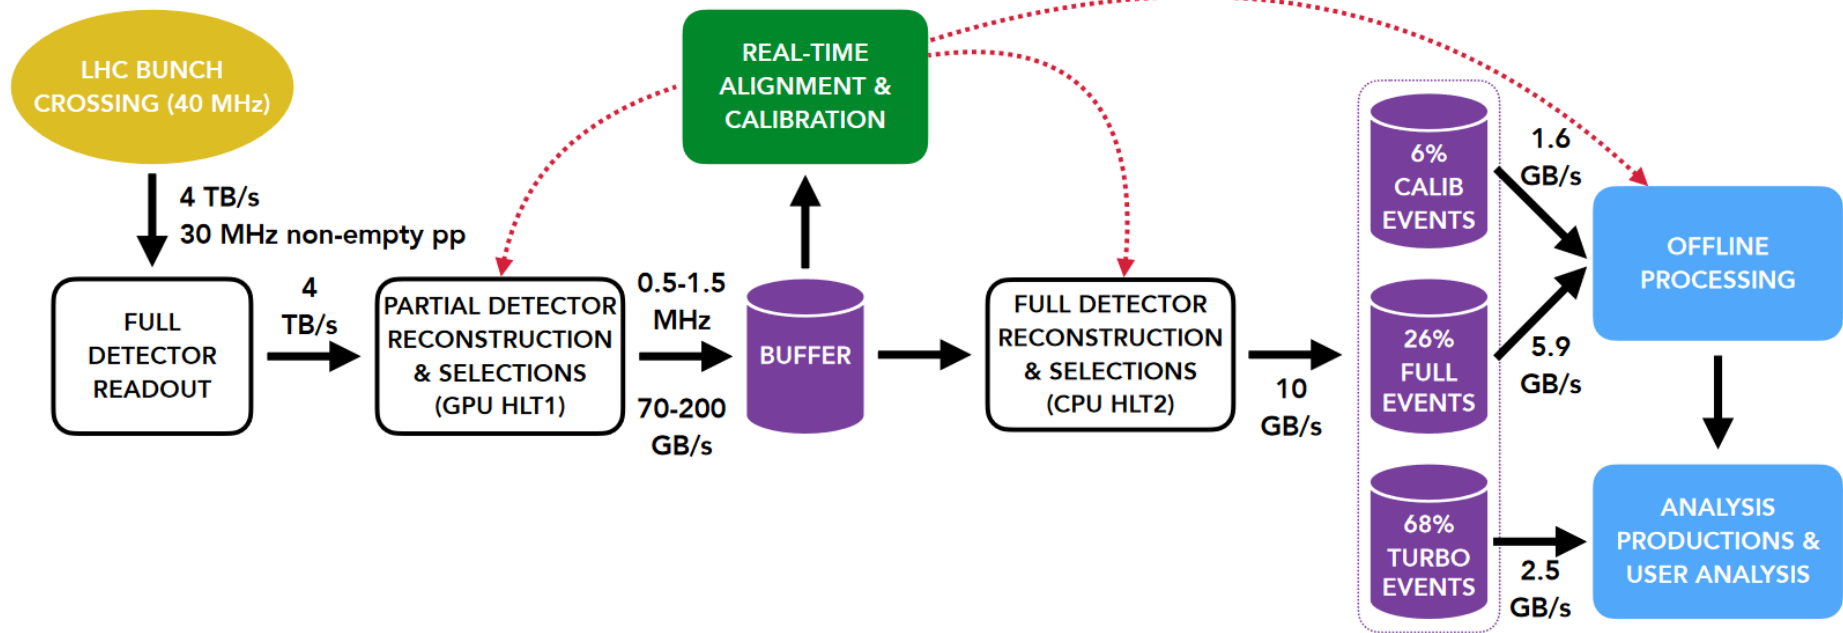 LHC BUNCH
CROSSING (40 MHz)
4 TB/s
30 MHz non-empty pp
FULL
DETECTOR
READOUT
4
TB/s
PARTIAL DETECTOR
RECONSTRUCTION
& SELECTIONS
(GPU HLT1)
0.5-1.5
MHz
70-200
GB/s
BUFFER
REAL-TIME
ALIGNMENT &
CALIBRATION
FULL DETECTOR
RECONSTRUCTION
& SELECTIONS
(CPU HLT2)
10
GB/s
6%
CALIB
EVENTS
1.6
GB/s
26%
FULL
EVENTS
5.9
GB/s
68%
TURBO
EVENTS
2.5
GB/s
OFFLINE
PROCESSING
ANALYSIS
PRODUCTIONS &
USER ANALYSIS